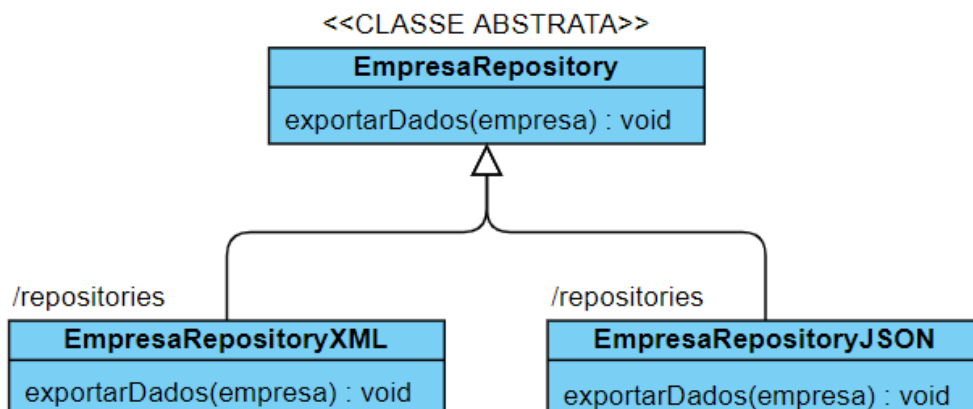 <<CLASSE ABSTRATA>>
EmpresaRepository
exportarDados(empresa) : void
/repositories
EmpresaRepositoryXML
exportarDados(empresa) : void
/repositories
EmpresaRepositoryJSON
exportarDados(empresa) : void